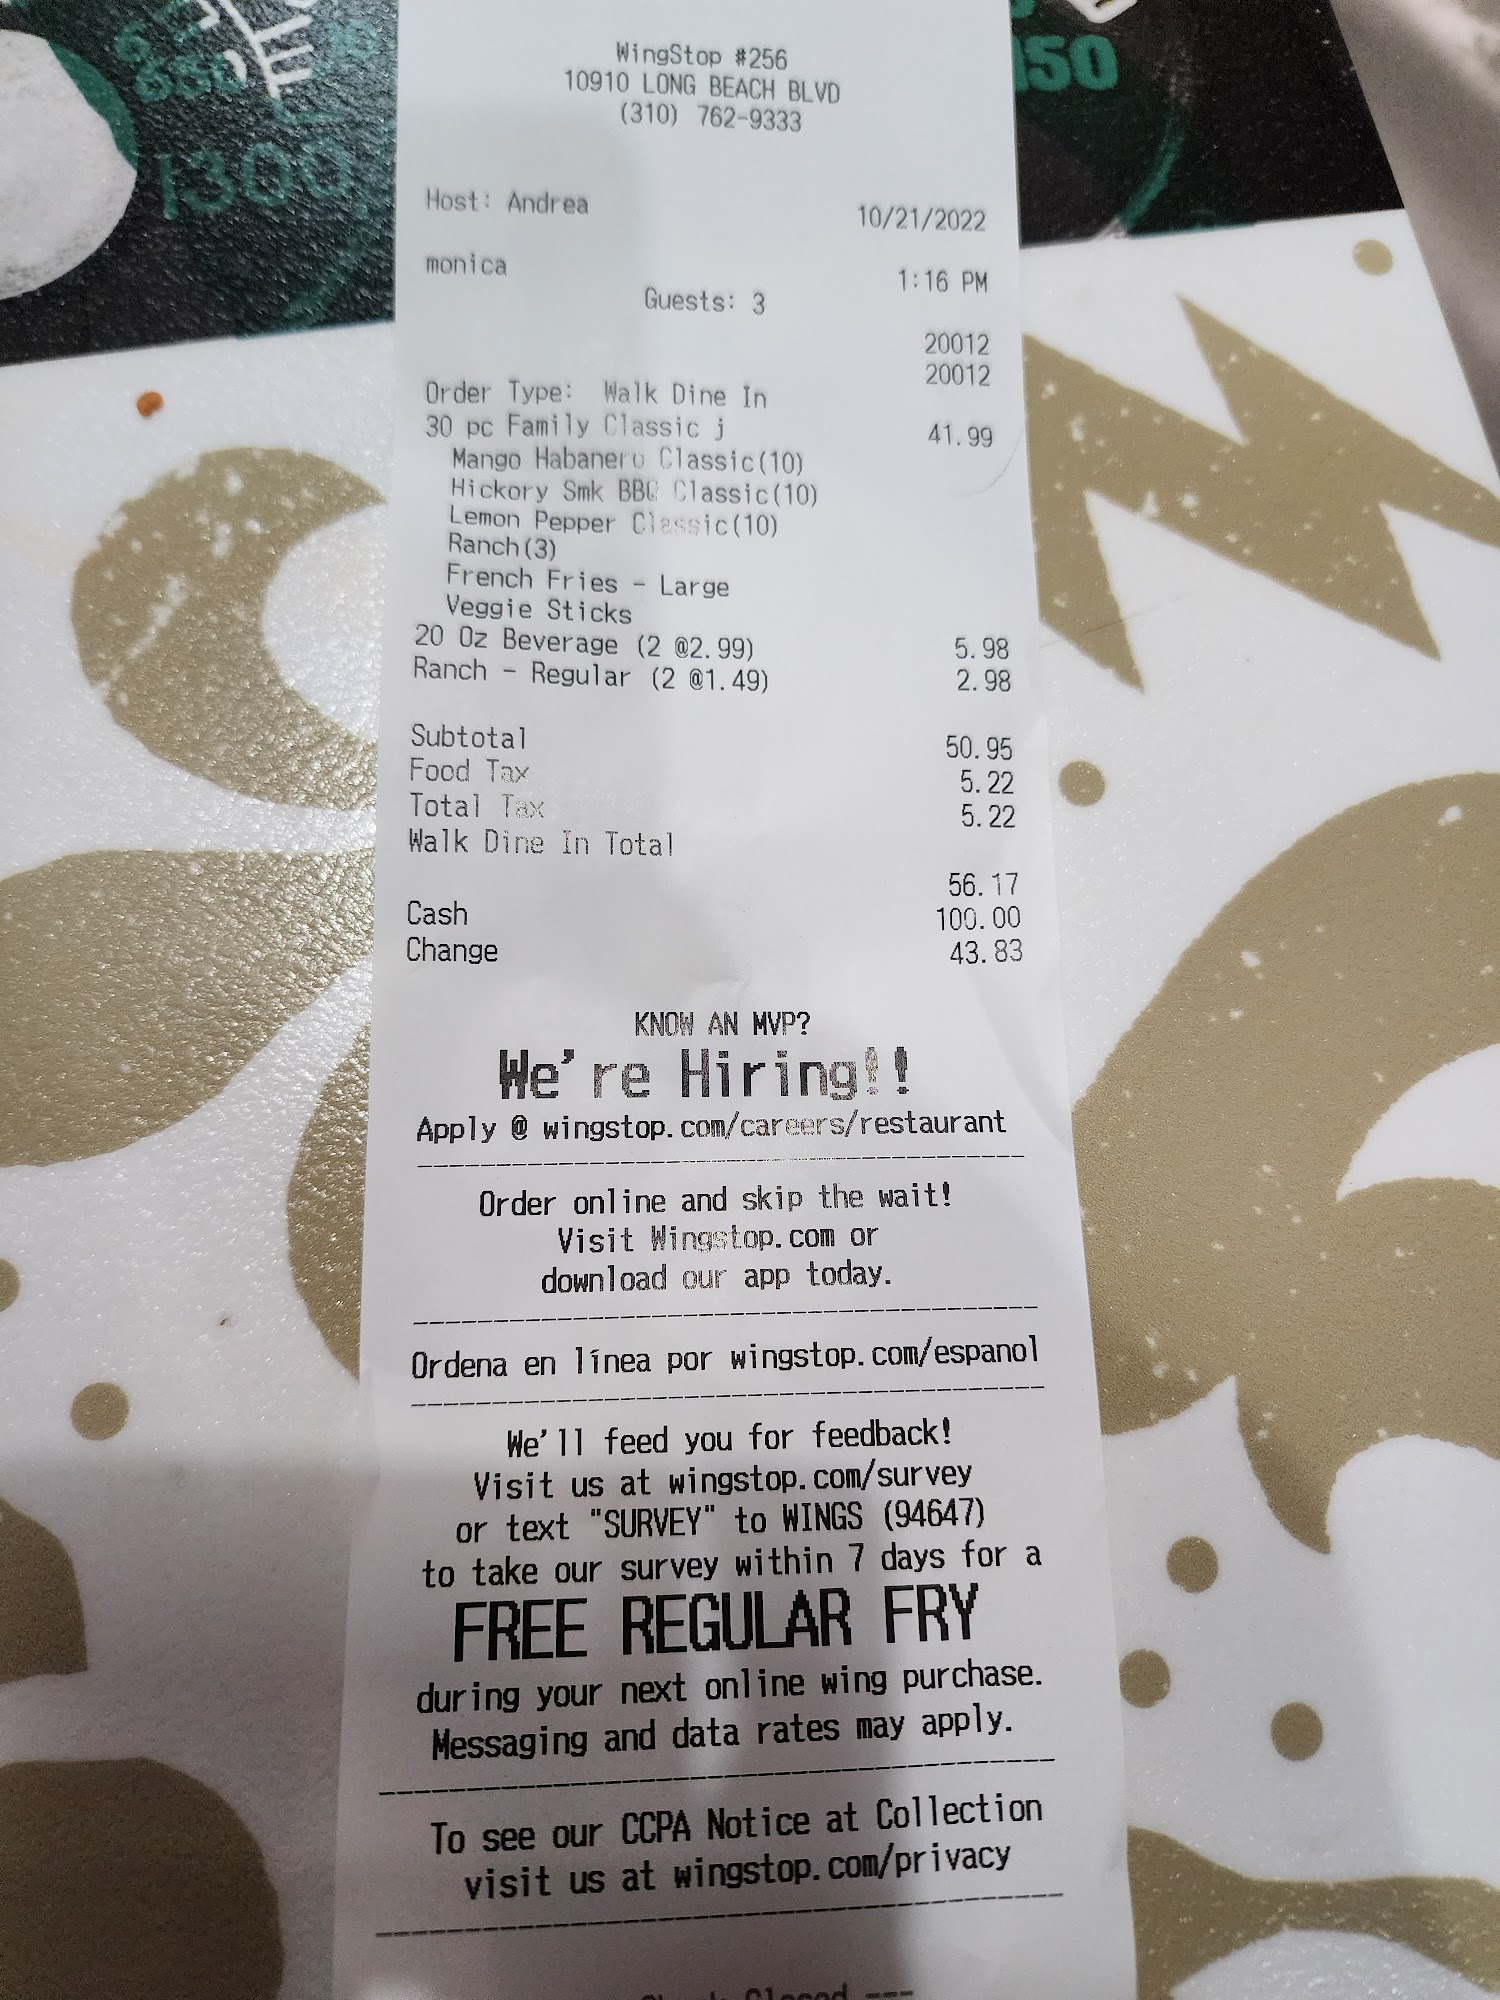 150
650
1300
WingStop #256
10910 LONG BEACH BLVD
(310) 762-9333
Host: Andrea
10/21/2022
monica
1:16 PM
Guests: 3
20012
20012
Order Type: Walk Dine In
30 pc Family Classic j 41.99
Mango Habanero Classic(10)
Hickory Smk BBQ Classic(10)
Lemon Pepper Classic(10)
Ranch(3)
French Fries - Large
Veggie Sticks
20 Oz Beverage (2 @2.99) 5.98
Ranch - Regular (2 @1.49) 2.98
Subtotal 50.95
Food Tax 5.22
Total Tax 5.22
Walk Dine In Total
56.17
Cash 100.00
Change 43.83
KNOW AN MVP?
We're Hiring!!
Apply @ wingstop.com/careers/restaurant
Order online and skip the wait!
Visit Wingstop.com or
download our app today.
Ordena en línea por wingstop.com/espanol
We'll feed you for feedback!
Visit us at wingstop.com/survey
or text "SURVEY" to WINGS (94647)
to take our survey within 7 days for a
FREE REGULAR FRY
during your next online wing purchase.
Messaging and data rates may apply.
To see our CCPA Notice at Collection
visit us at wingstop.com/privacy
Closed ---